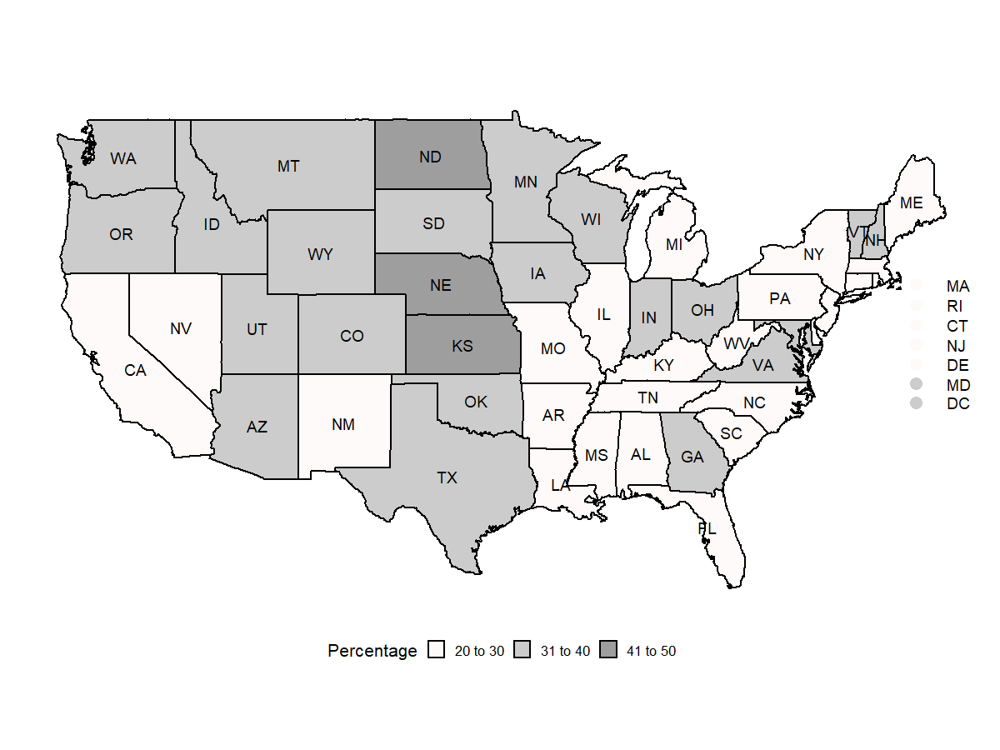 WA
MT
ND
MN
ME
OR
ID
SD
WI
VT
NH
WY
MI
NY
NE
IA
MA
PA
RI
NV
UT
CO
IL
IN
OH
CT
KS
MO
WV
NJ
CA
KY
VA
DE
MD
OK
TN
NC
DC
AZ
NM
AR
SC
TX
MS
AL
GA
LA
FL
Percentage 20 to 30 31 to 40 41 to 50